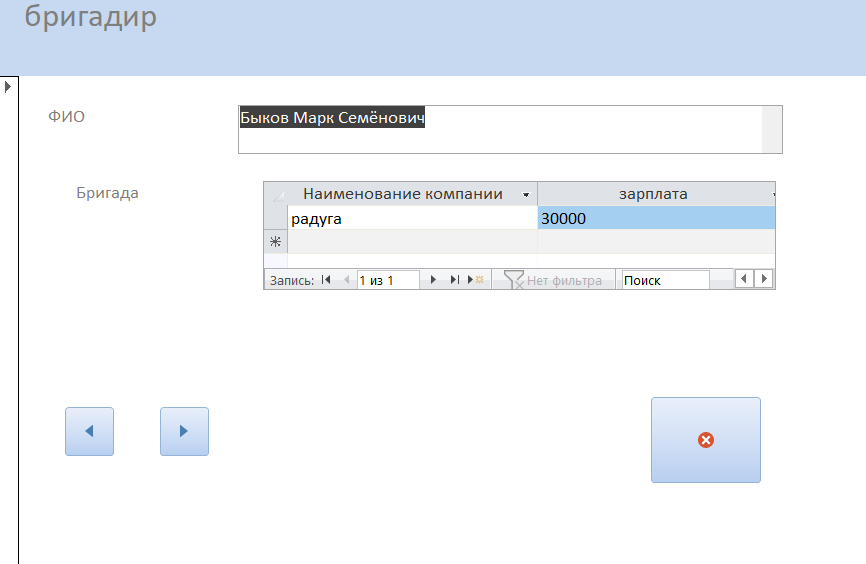 бригадир
ФИО
Быков Марк Семёнович
Бригада
Наименование компании зарплата
радуга 30000
Запись: 1 из 1 Нет фильтра Поиск